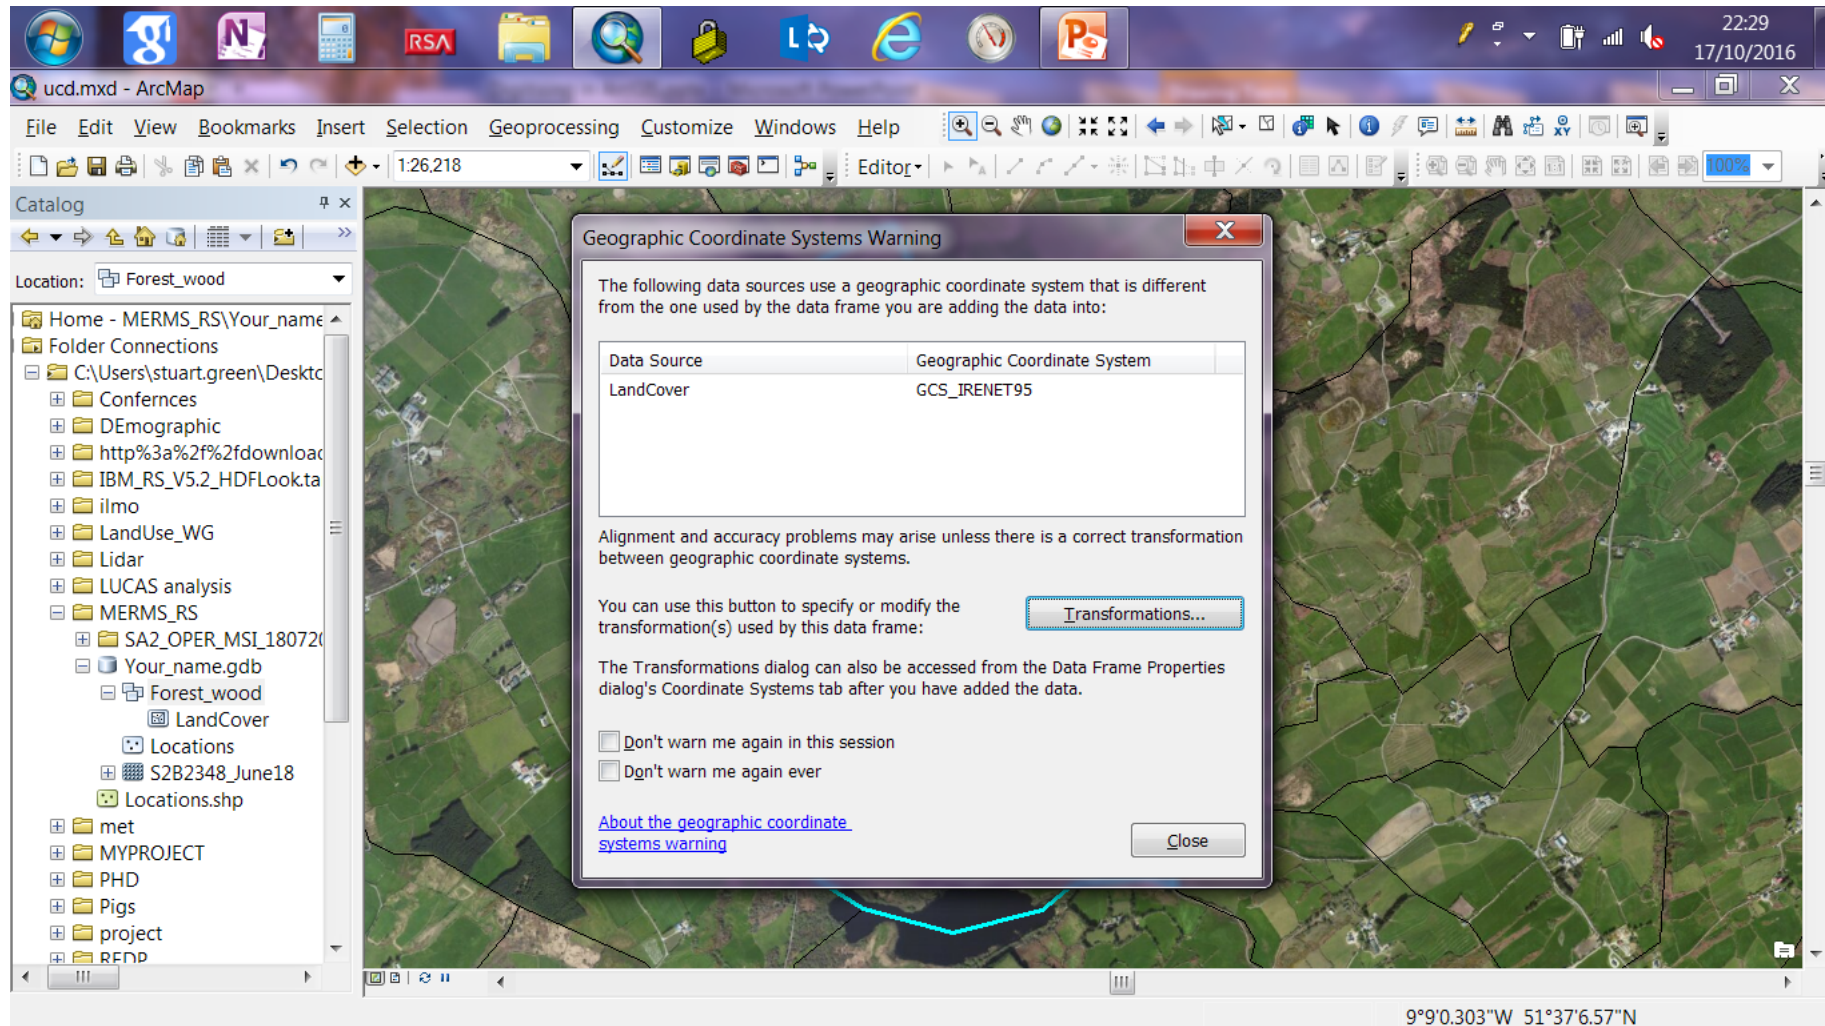 RSA
22:29
17/10/2016
ucd.mxd - ArcMap
File Edit View Bookmarks Insert Selection Geoprocessing Customize Windows Help
1:26,218
Editor
100%
Catalog
Location: Forest_wood
Home - MERMS_RS\Your_name
Folder Connections
C:\Users\stuart.green\Deskto
Confernces
DEmographic
http%3a%2f%2fdownload
IBM_RS_V5.2_HDFLook.ta
ilmo
LandUse_WG
Lidar
LUCAS analysis
MERMS_RS
SA2_OPER_MSI_180720
Your_name.gdb
Forest_wood
LandCover
Locations
S2B2348_June18
Locations.shp
met
MYPROJECT
PHD
Pigs
project
REDP
Geographic Coordinate Systems Warning
The following data sources use a geographic coordinate system that is different
from the one used by the data frame you are adding the data into:
Data Source Geographic Coordinate System
LandCover GCS_IRENET95
Alignment and accuracy problems may arise unless there is a correct transformation
between geographic coordinate systems.
You can use this button to specify or modify the
transformation(s) used by this data frame:
Transformations...
The Transformations dialog can also be accessed from the Data Frame Properties
dialog's Coordinate Systems tab after you have added the data.
Don't warn me again in this session
Don't warn me again ever
About the geographic coordinate
systems warning
Close
9°9'0.303"W 51°37'6.57"N